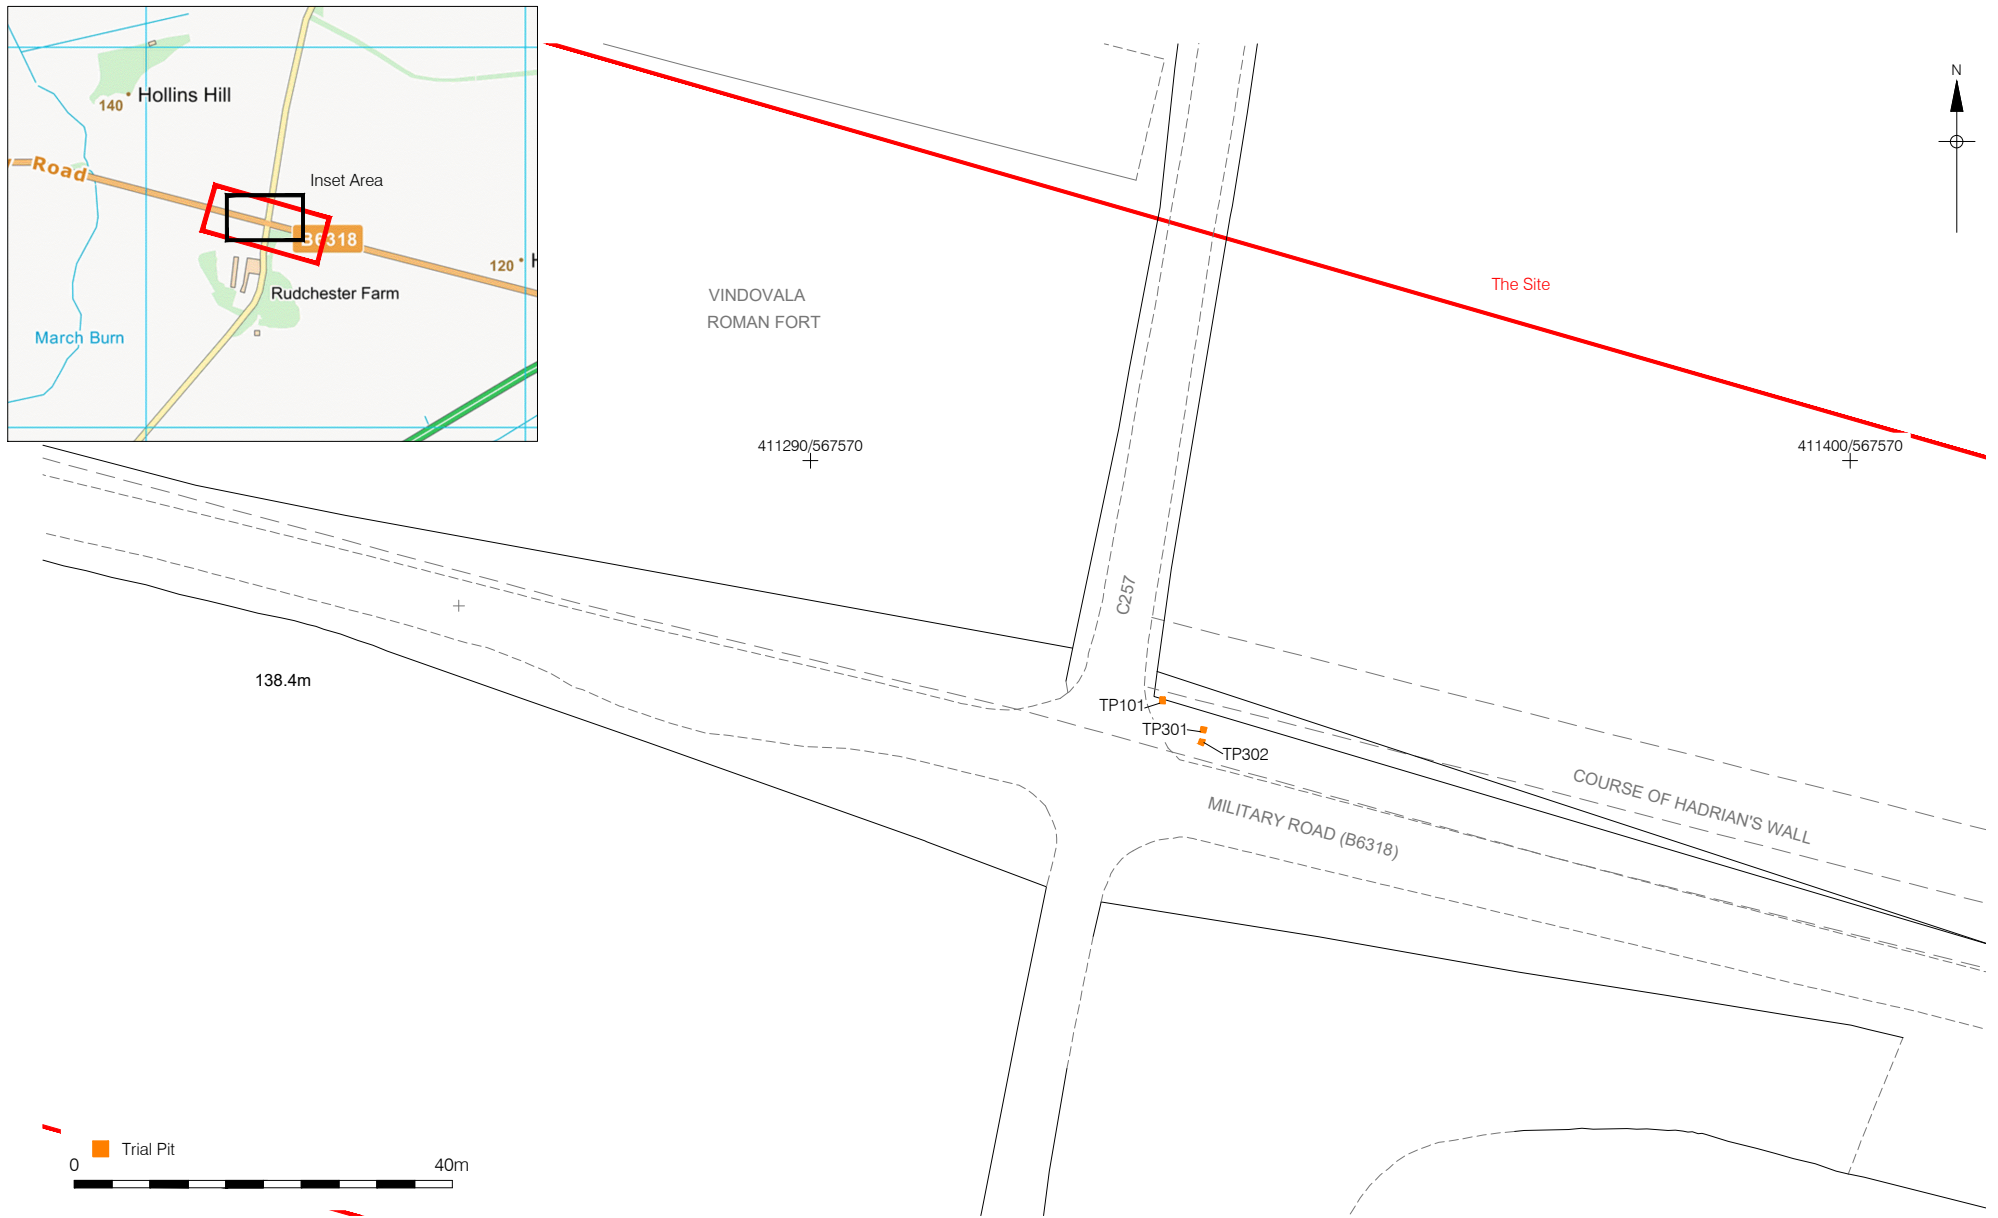 Hollins Hill
140
Road
Inset Area
B6318
120
H
Rudchester Farm
March Burn
N
The Site
VINDOVALA
ROMAN FORT
411290/567570
411400/567570
C257
138.4m
TP101
TP301
TP302
COURSE OF HADRIAN'S WALL
MILITARY ROAD (B6318)
Trial Pit
0 40m